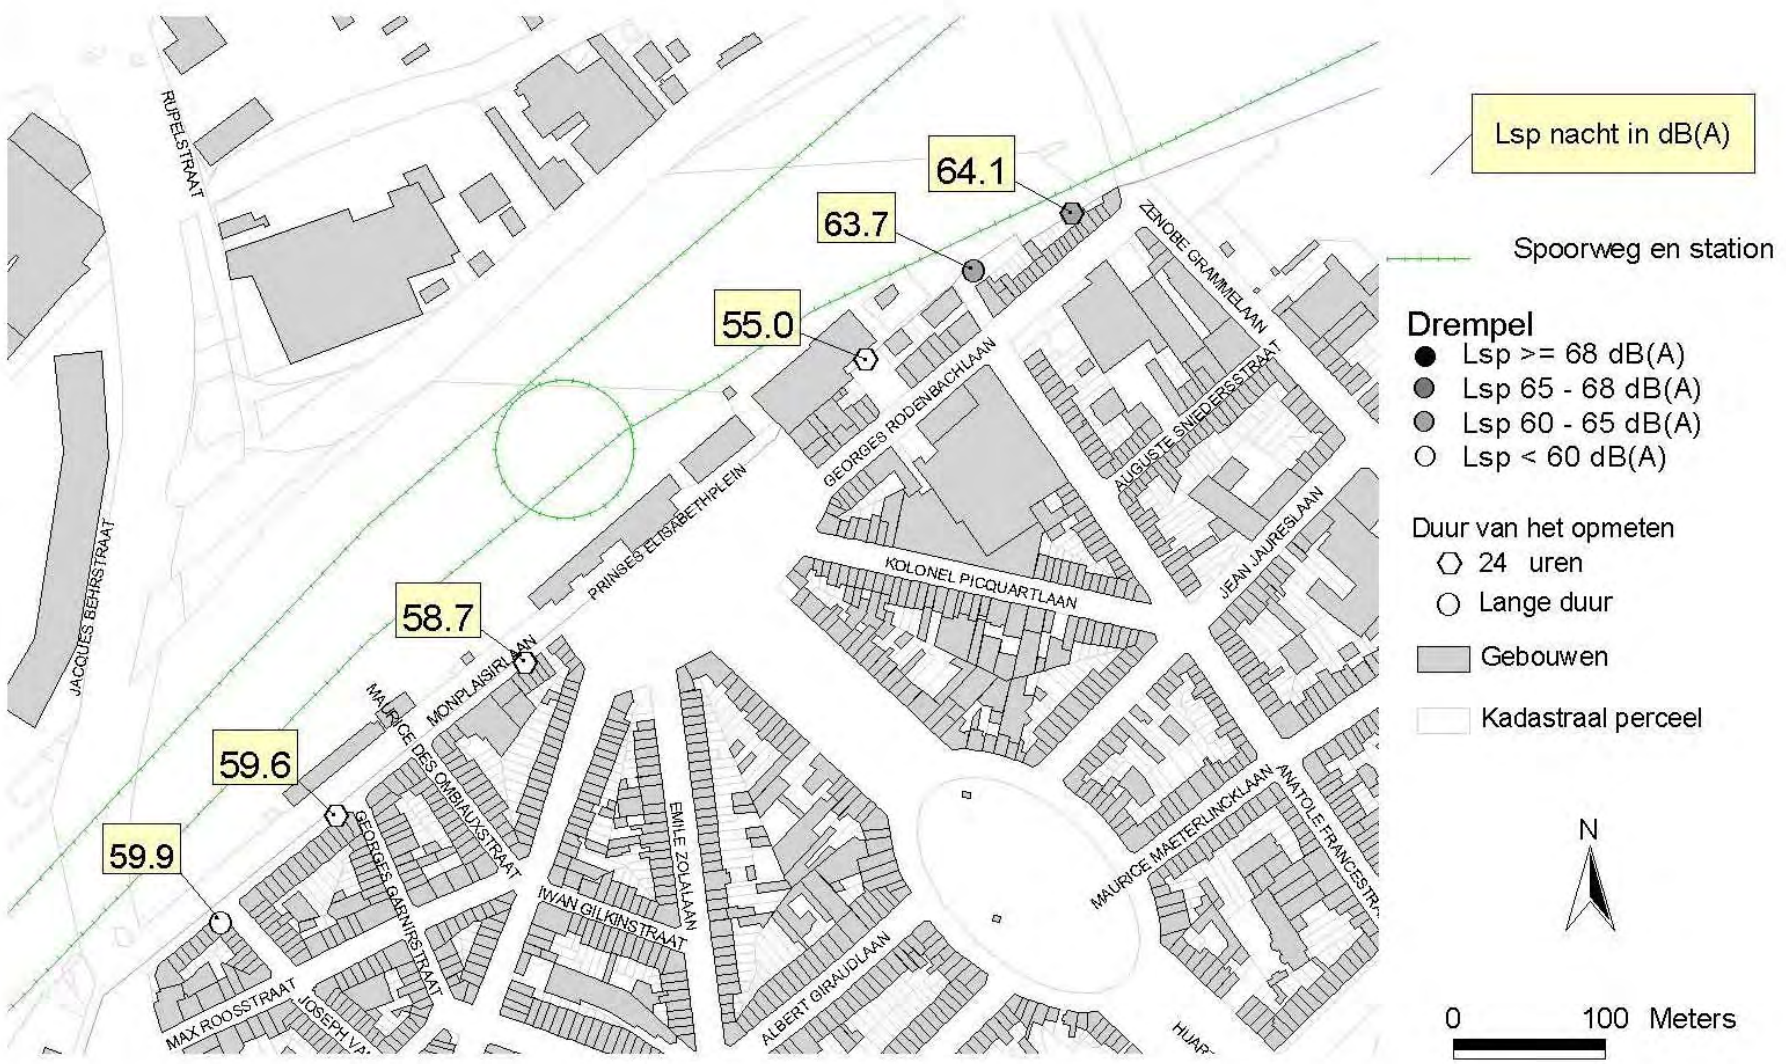 RUPELSTRAAT
64.1
63.7
55.0
58.7
59.6
59.9
ZENOBE GRAMMELAAN
GEORGES RODENBACHLAAN
AUGUSTE SNIEDERSSTRAAT
PRINSES ELISABETHPLEIN
JACQUES BEHRSTRAAT
KOLONEL PICQUARTLAAN
JEAN JAURESLAAN
MONPLAISIRLAAN
MAURICE DES OMBIAUXSTRAAT
GEORGES GARNIRSTRAAT
EMILE ZOLALAAN
IWAN GILKINSTRAAT
MAURICE MAETERLINCKLAAN
ANATOLE FRANCESTRA
ALBERT GIRAUDLAAN
MAX ROOSSTRAAT
JOSEPH VA
HUAR
Lsp nacht in dB(A)
Spoorweg en station
Drempel
Lsp >= 68 dB(A)
Lsp 65 - 68 dB(A)
Lsp 60 - 65 dB(A)
Lsp < 60 dB(A)
Duur van het opmeten
24 uren
Lange duur
Gebouwen
Kadastraal perceel
N
0 100 Meters